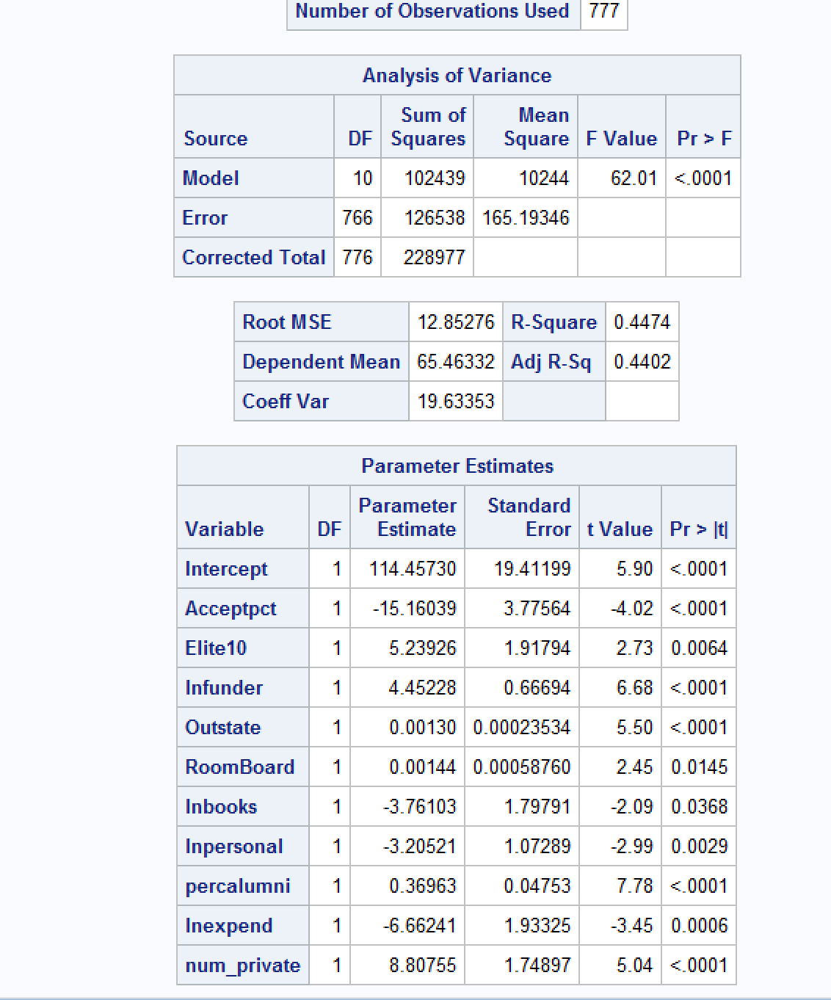 Number of Observations Used 777
Analysis of Variance
Source DF Sum of Squares Mean Square F Value Pr > F
Model 10 102439 10244 62.01 <.0001
Error 766 126538 165.19346
Corrected Total 776 228977
Root MSE 12.85276 R-Square 0.4474
Dependent Mean 65.46332 Adj R-Sq 0.4402
Coeff Var 19.63353
Parameter Estimates
Variable DF Parameter Estimate Standard Error t Value Pr > |t|
Intercept 1 114.45730 19.41199 5.90 <.0001
Acceptpct 1 -15.16039 3.77564 -4.02 <.0001
Elite10 1 5.23926 1.91794 2.73 0.0064
lnfunder 1 4.45228 0.66694 6.68 <.0001
Outstate 1 0.00130 0.00023534 5.50 <.0001
RoomBoard 1 0.00144 0.00058760 2.45 0.0145
lnbooks 1 -3.76103 1.79791 -2.09 0.0368
lnpersonal 1 -3.20521 1.07289 -2.99 0.0029
percalumni 1 0.36963 0.04753 7.78 <.0001
lnexpend 1 -6.66241 1.93325 -3.45 0.0006
num_private 1 8.80755 1.74897 5.04 <.0001